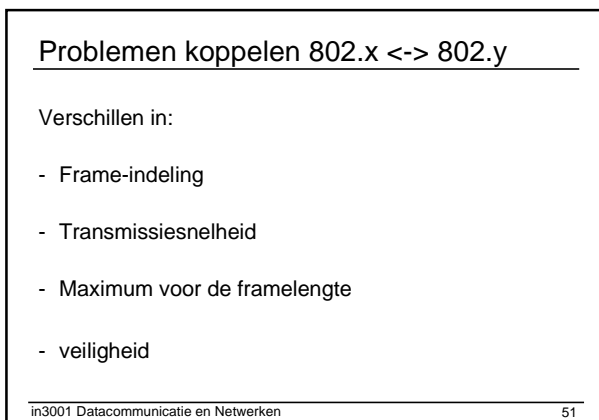 Problemen koppelen 802.x <-> 802.y
Verschillen in:
- Frame-indeling
- Transmissiesnelheid
- Maximum voor de framelengte
- veiligheid
in3001 Datacommunicatie en Netwerken 51